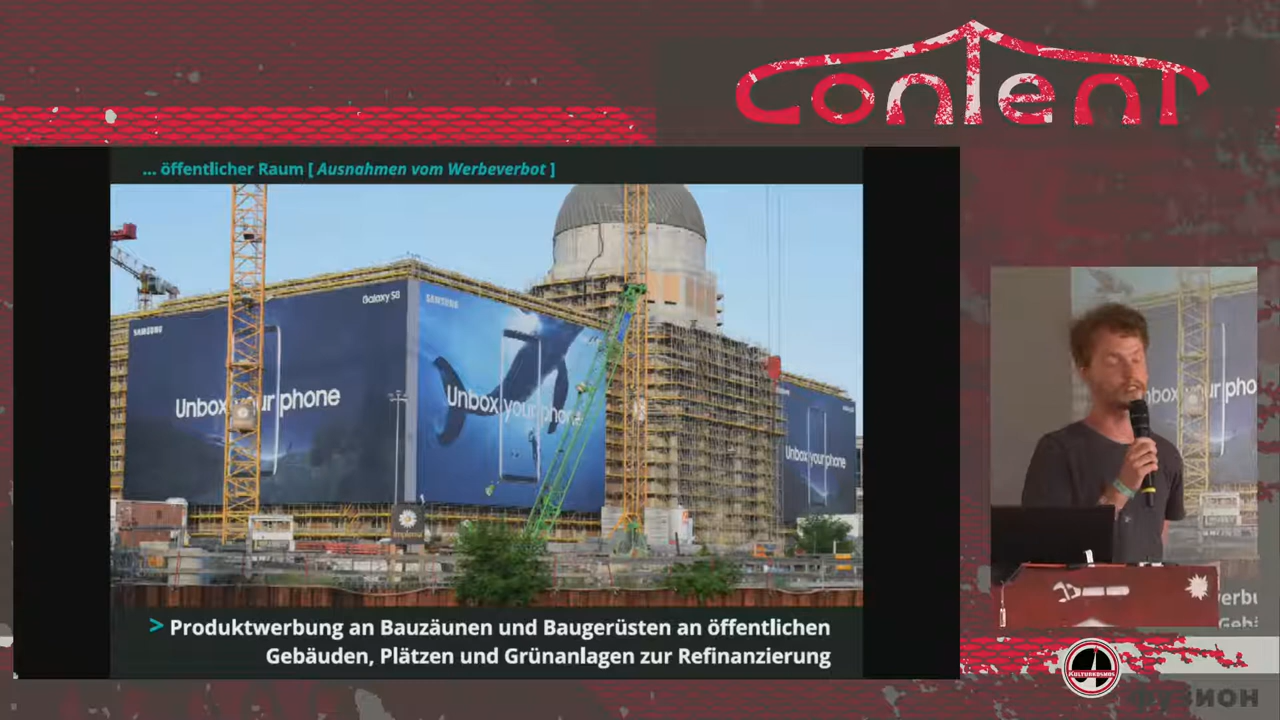 ConTenT
... öffentlicher Raum [ Ausnahmen vom Werbeverbot ]
SAMSUNG
Galaxy S8
Unbox your phone
SAMSUNG
Unbox your phone
Unbox your phone
> Produktwerbung an Bauzäunen und Baugerüsten an öffentlichen
Gebäuden, Plätzen und Grünanlagen zur Refinanzierung
KULTURKOSMOS